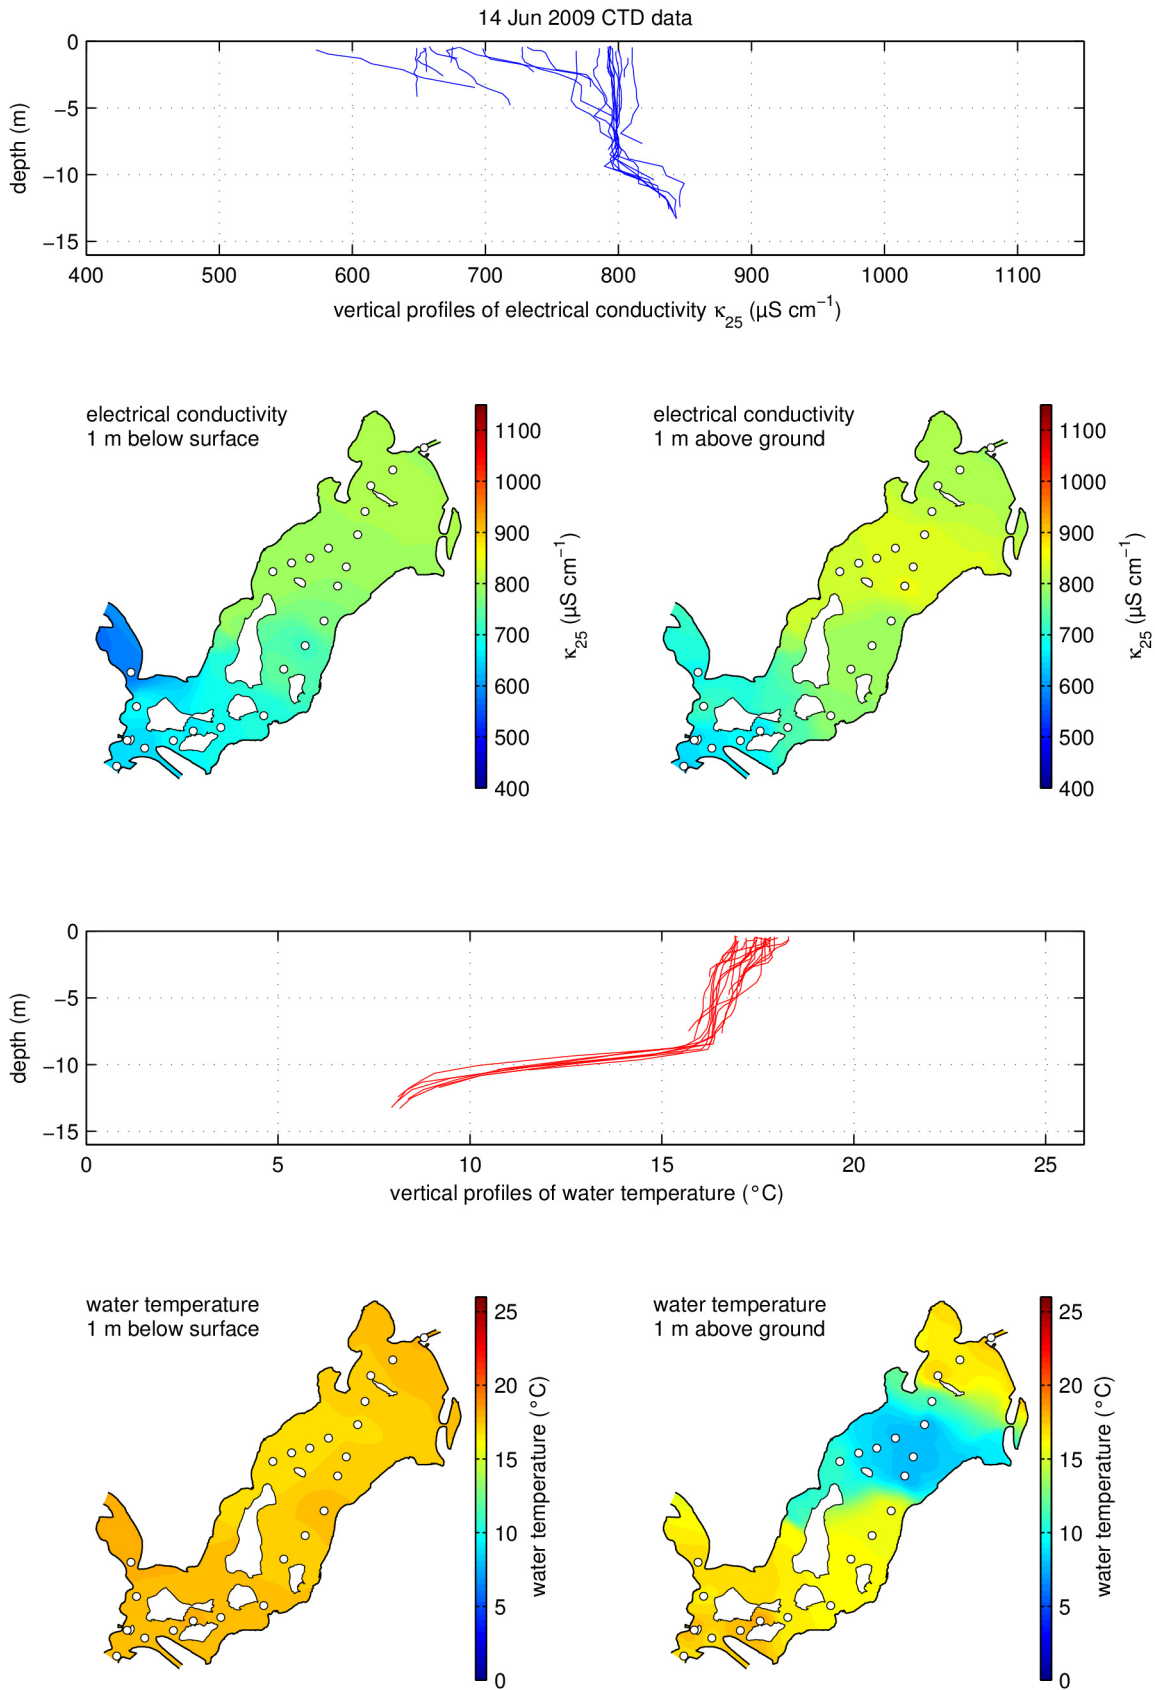 14 Jun 2009 CTD data
0
−5
−10
−15
depth (m)
400 500 600 700 800 900 1000 1100
vertical profiles of electrical conductivity κ25 (µS cm−1)
electrical conductivity
1 m below surface
1100
1000
900
800
700
600
500
400
κ25 (µS cm−1)
electrical conductivity
1 m above ground
1100
1000
900
800
700
600
500
400
κ25 (µS cm−1)
0
−5
−10
−15
depth (m)
0 5 10 15 20 25
vertical profiles of water temperature (°C)
water temperature
1 m below surface
25
20
15
10
5
0
water temperature (°C)
water temperature
1 m above ground
25
20
15
10
5
0
water temperature (°C)